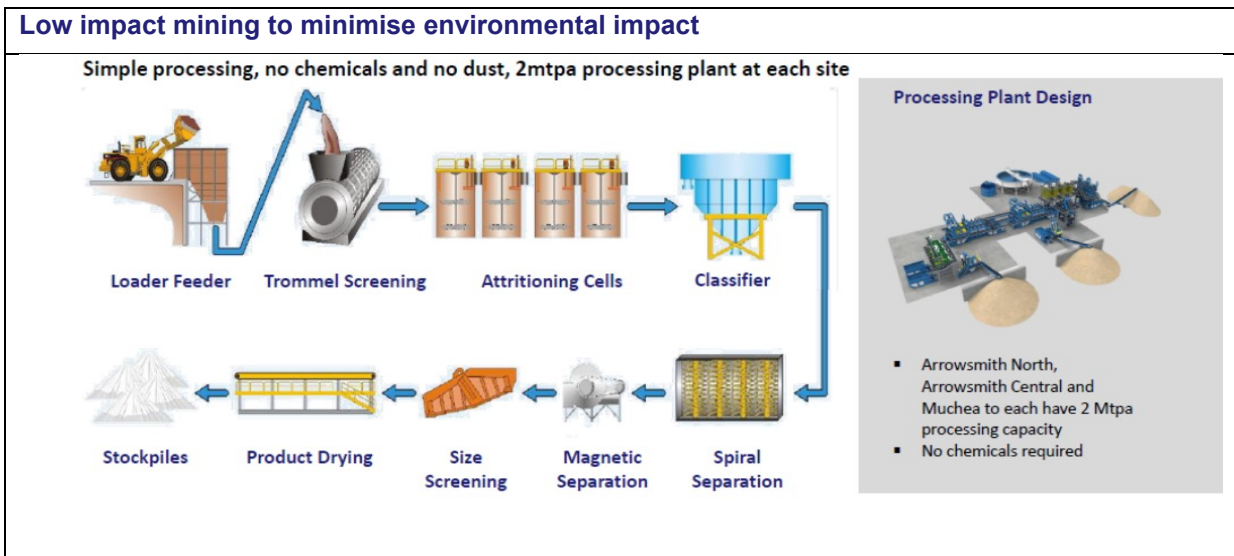 Low impact mining to minimise environmental impact
Simple processing, no chemicals and no dust, 2mtpa processing plant at each site
Loader Feeder
Trommel Screening
Attritioning Cells
Classifier
Stockpiles
Product Drying
Size
Screening
Magnetic
Separation
Spiral
Separation
Processing Plant Design
▪ Arrowsmith North,
Arrowsmith Central and
Muchea to each have 2 Mtpa
processing capacity
▪ No chemicals required